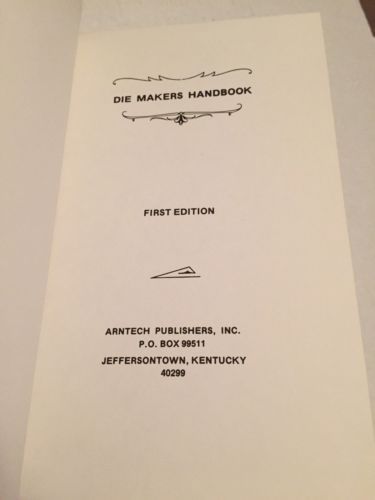 DIE MAKERS HANDBOOK
FIRST EDITION
ARNTECH PUBLISHERS, INC.
P.O. BOX 99511
JEFFERSONTOWN, KENTUCKY
40299